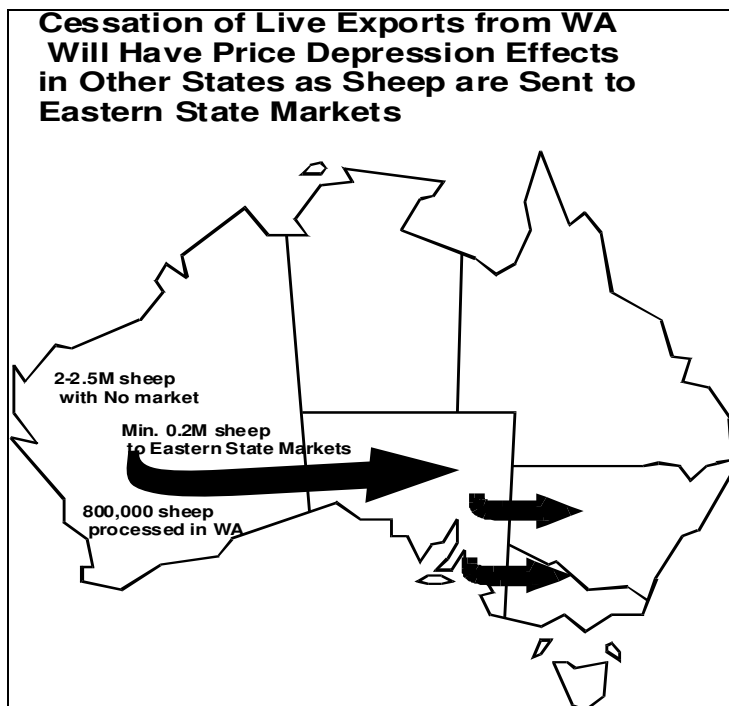 Cessation of Live Exports from WA
Will Have Price Depression Effects
in Other States as Sheep are Sent to
Eastern State Markets
2-2.5M sheep
with No market
Min. 0.2M sheep
to Eastern State Markets
800,000 sheep
processed in WA